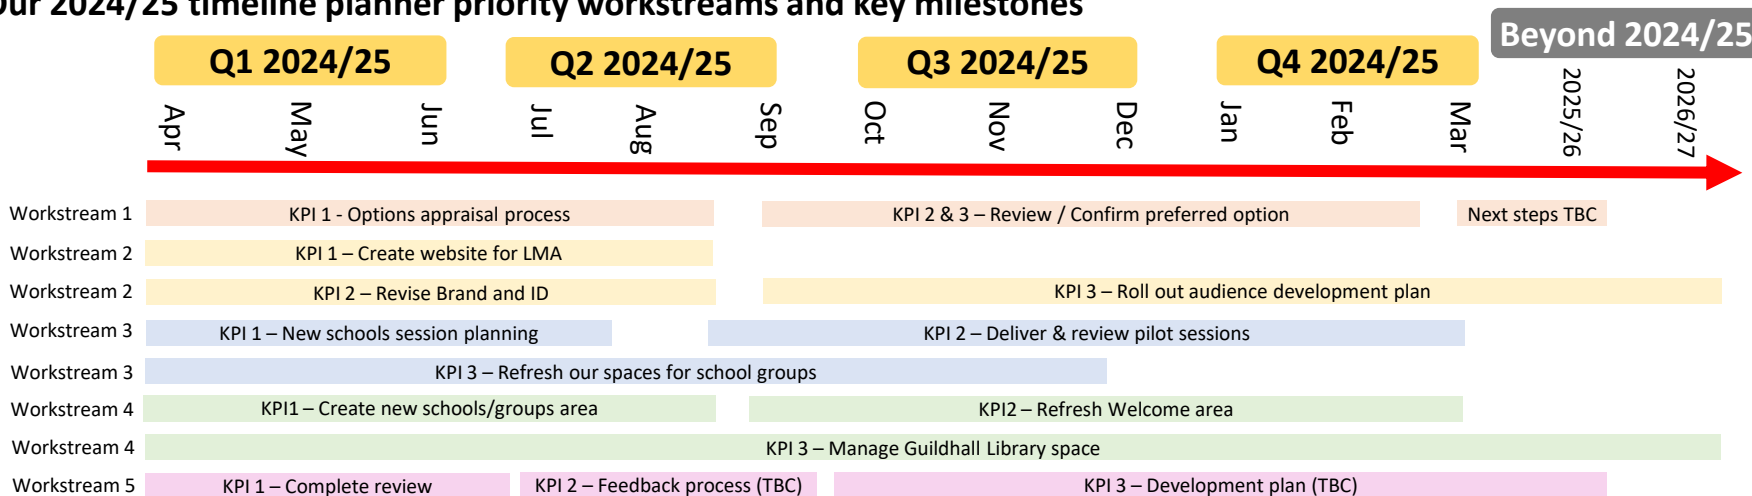 Our 2024/25 timeline planner priority workstreams and key milestones
Q1 2024/25
Q2 2024/25
Q3 2024/25
Q4 2024/25
Beyond 2024/25
Apr
May
Jun
Jul
Aug
Sep
Oct
Nov
Dec
Jan
Feb
Mar
2025/26
2026/27
Workstream 1 KPI 1 - Options appraisal process KPI 2 & 3 – Review / Confirm preferred option Next steps TBC
Workstream 2 KPI 1 – Create website for LMA
Workstream 2 KPI 2 – Revise Brand and ID KPI 3 – Roll out audience development plan
Workstream 3 KPI 1 – New schools session planning KPI 2 – Deliver & review pilot sessions
Workstream 3 KPI 3 – Refresh our spaces for school groups
Workstream 4 KPI1 – Create new schools/groups area KPI2 – Refresh Welcome area
Workstream 4 KPI 3 – Manage Guildhall Library space
Workstream 5 KPI 1 – Complete review KPI 2 – Feedback process (TBC) KPI 3 – Development plan (TBC)